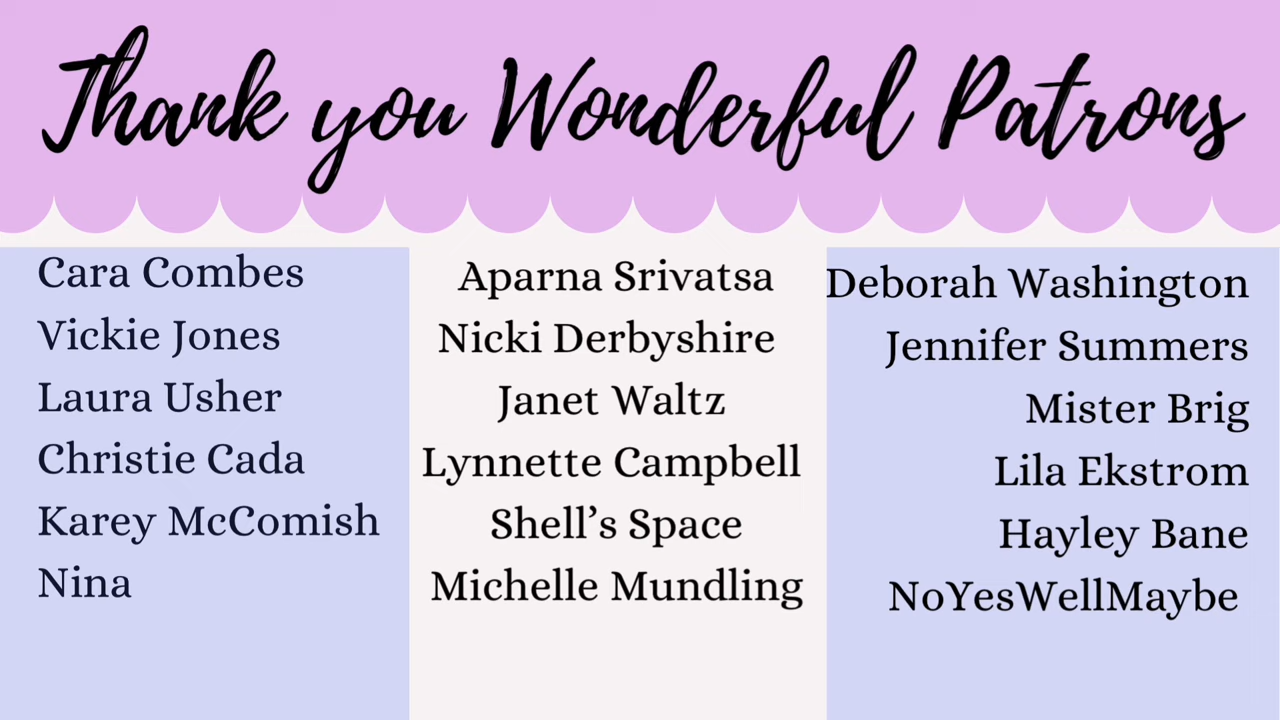 Thank you Wonderful Patrons
Cara Combes
Vickie Jones
Laura Usher
Christie Cada
Karey McComish
Nina
Aparna Srivatsa
Nicki Derbyshire
Janet Waltz
Lynnette Campbell
Shell’s Space
Michelle Mundling
Deborah Washington
Jennifer Summers
Mister Brig
Lila Ekstrom
Hayley Bane
NoYesWellMaybe